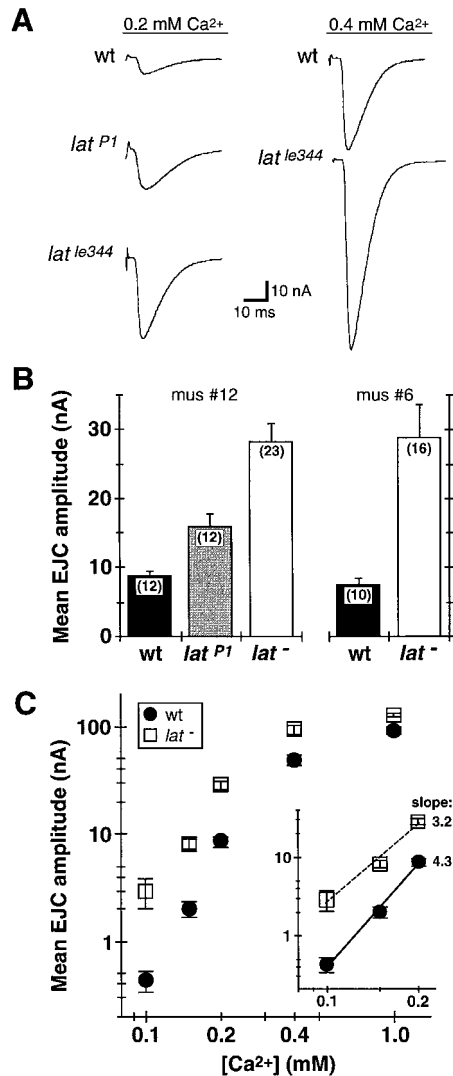 A
0.2 mM Ca2+
0.4 mM Ca2+
wt
wt
lat P1
lat le344
lat le344
10 nA
10 ms
B
mus #12
mus #6
Mean EJC amplitude (nA)
30
20
10
0
(12)
(12)
(23)
(10)
(16)
wt
lat P1
lat -
wt
lat -
C
wt
lat -
Mean EJC amplitude (nA)
100
10
1
slope:
3.2
4.3
10
1
0.1
0.2
0.1
0.2
0.4
1.0
[Ca2+] (mM)